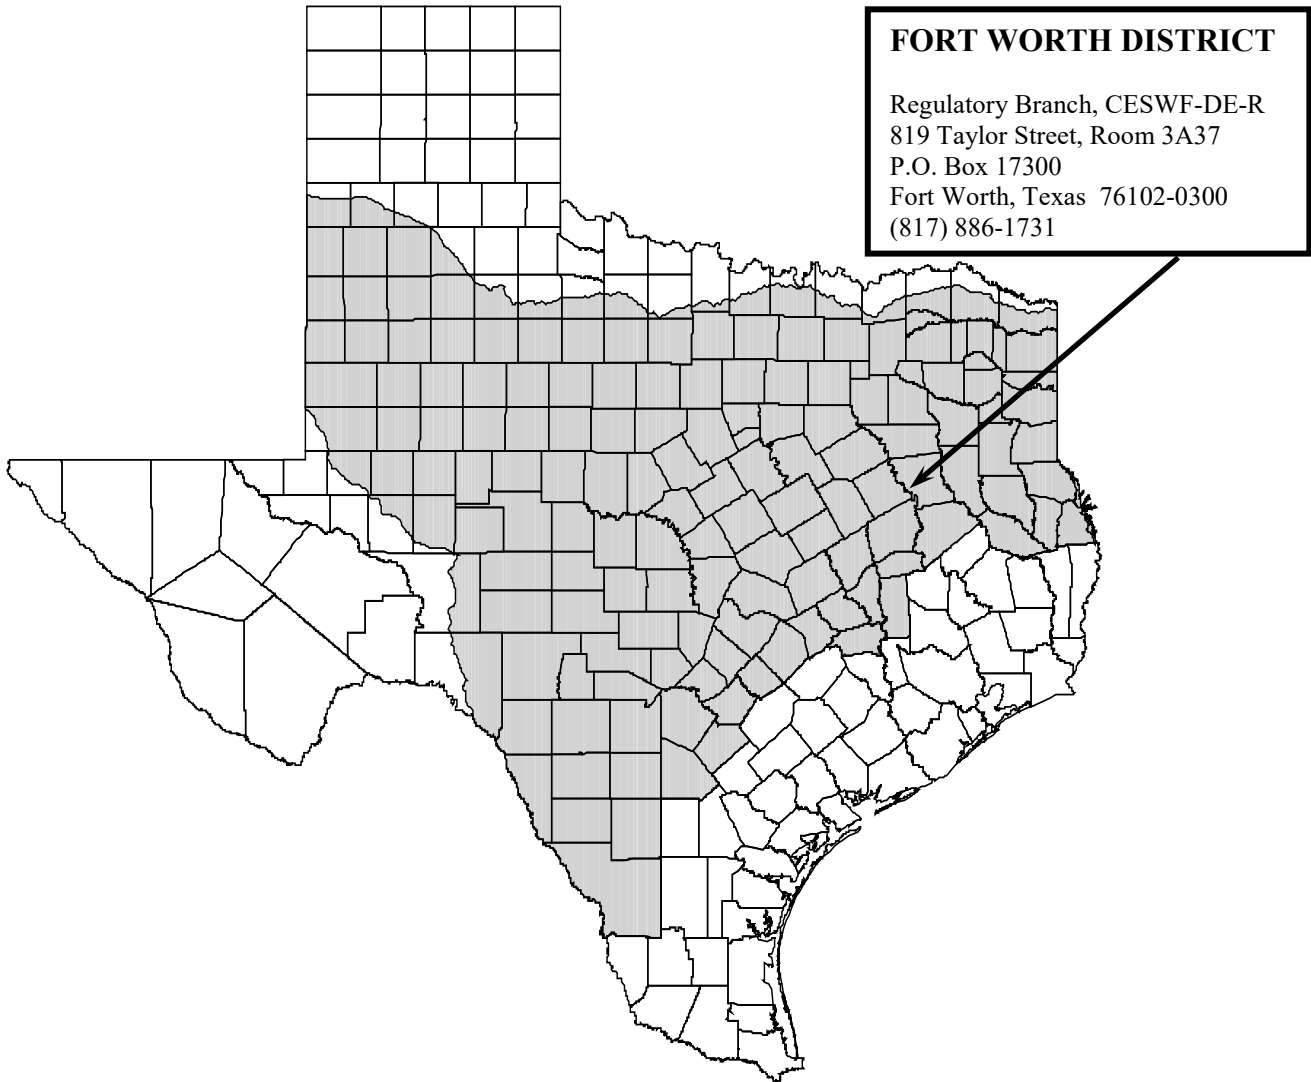 FORT WORTH DISTRICT
Regulatory Branch, CESWF-DE-R
819 Taylor Street, Room 3A37
P.O. Box 17300
Fort Worth, Texas  76102-0300
(817) 886-1731